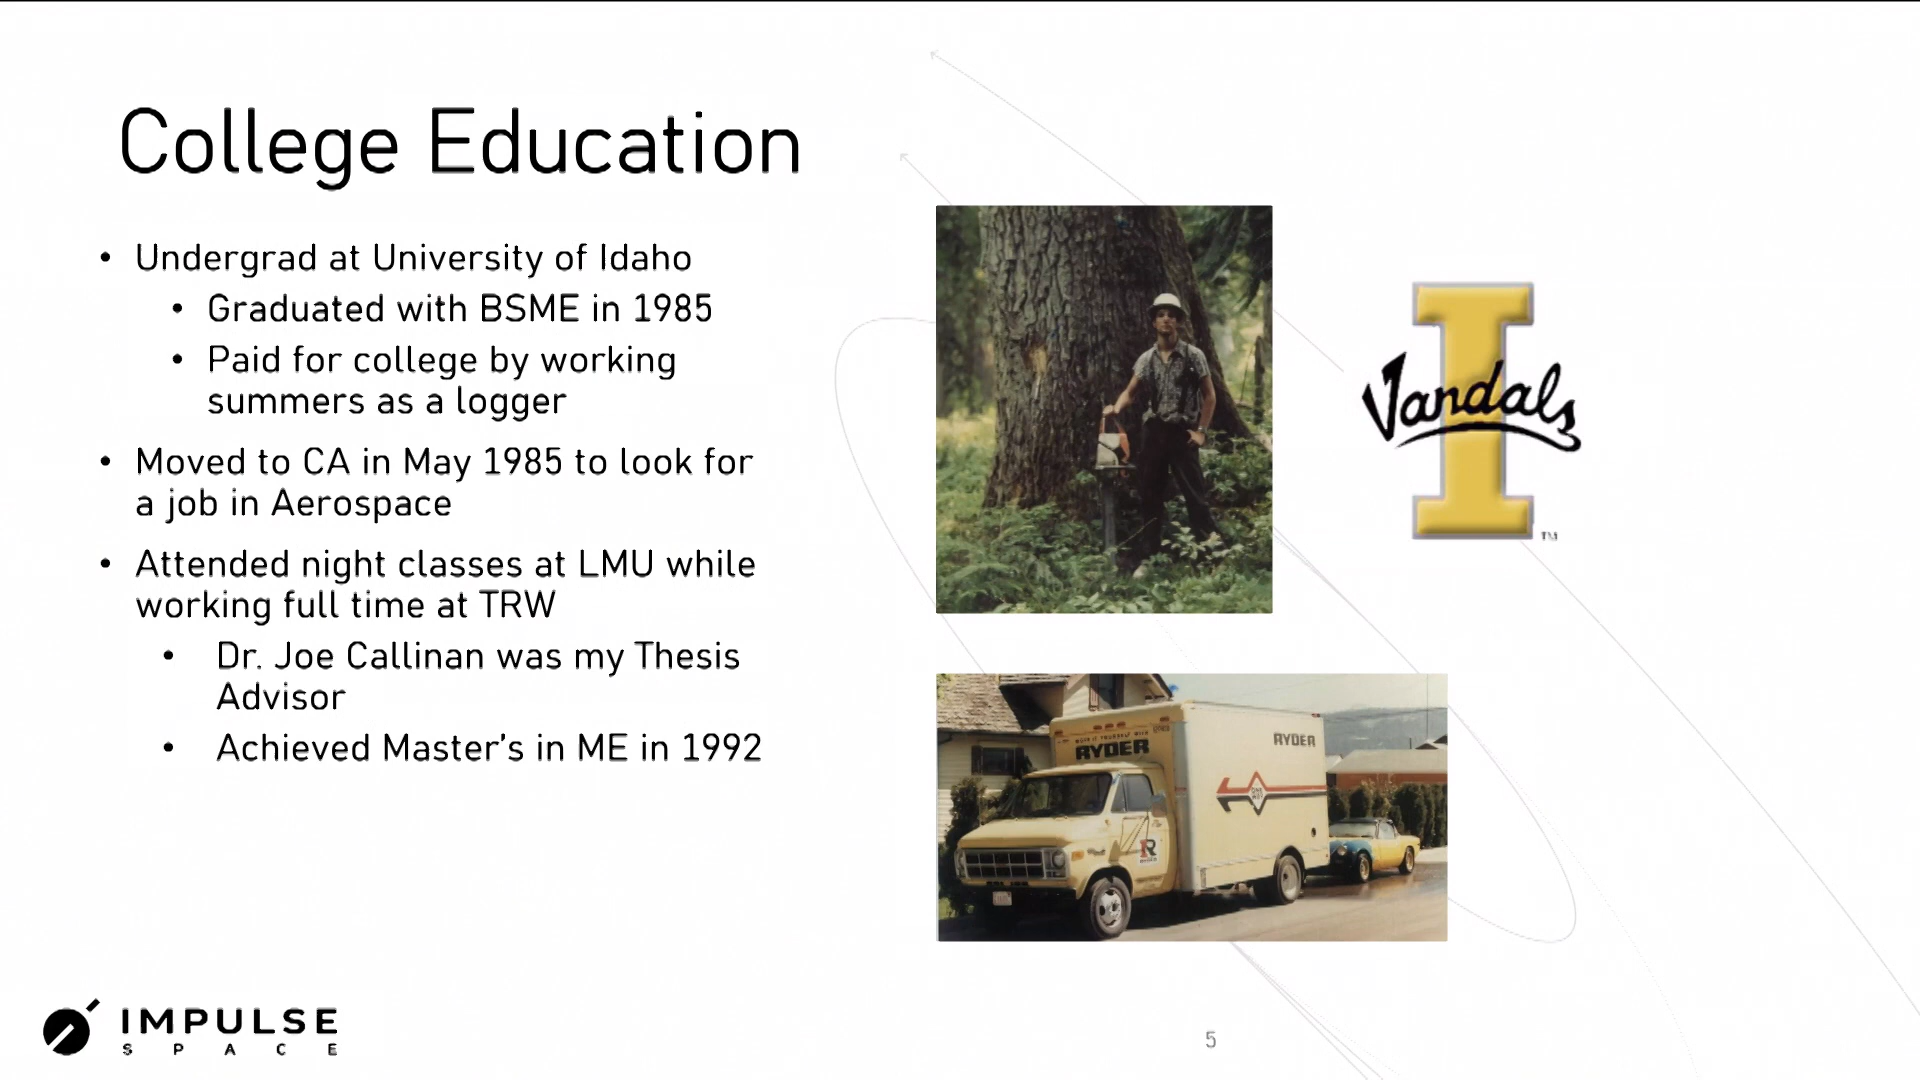 College Education
• Undergrad at University of Idaho
• Graduated with BSME in 1985
• Paid for college by working
summers as a logger
• Moved to CA in May 1985 to look for
a job in Aerospace
• Attended night classes at LMU while
working full time at TRW
• Dr. Joe Callinan was my Thesis
Advisor
• Achieved Master's in ME in 1992
Vandals
I
TM
RYDER
RYDER
R
IMPULSE
SPACE
5